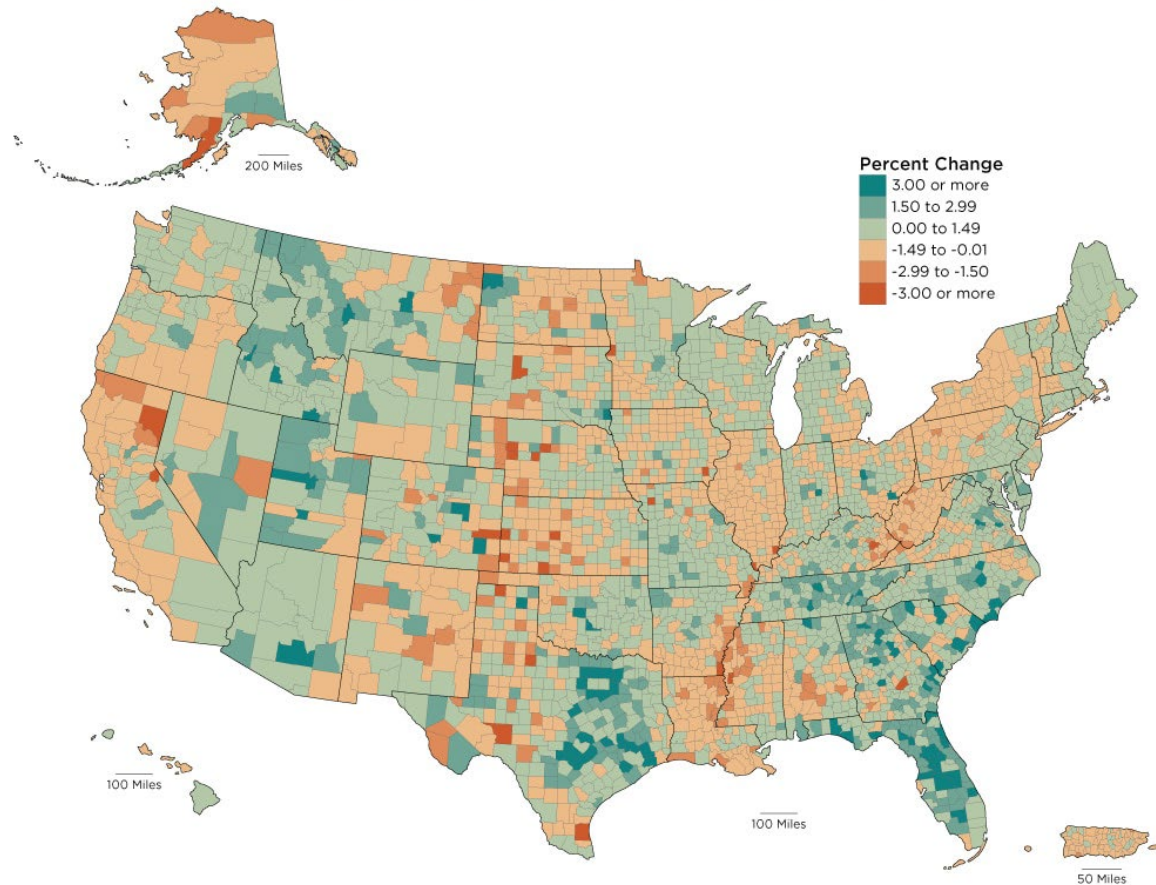 200 Miles
Percent Change
3.00 or more
1.50 to 2.99
0.00 to 1.49
-1.49 to -0.01
-2.99 to -1.50
-3.00 or more
100 Miles
100 Miles
50 Miles